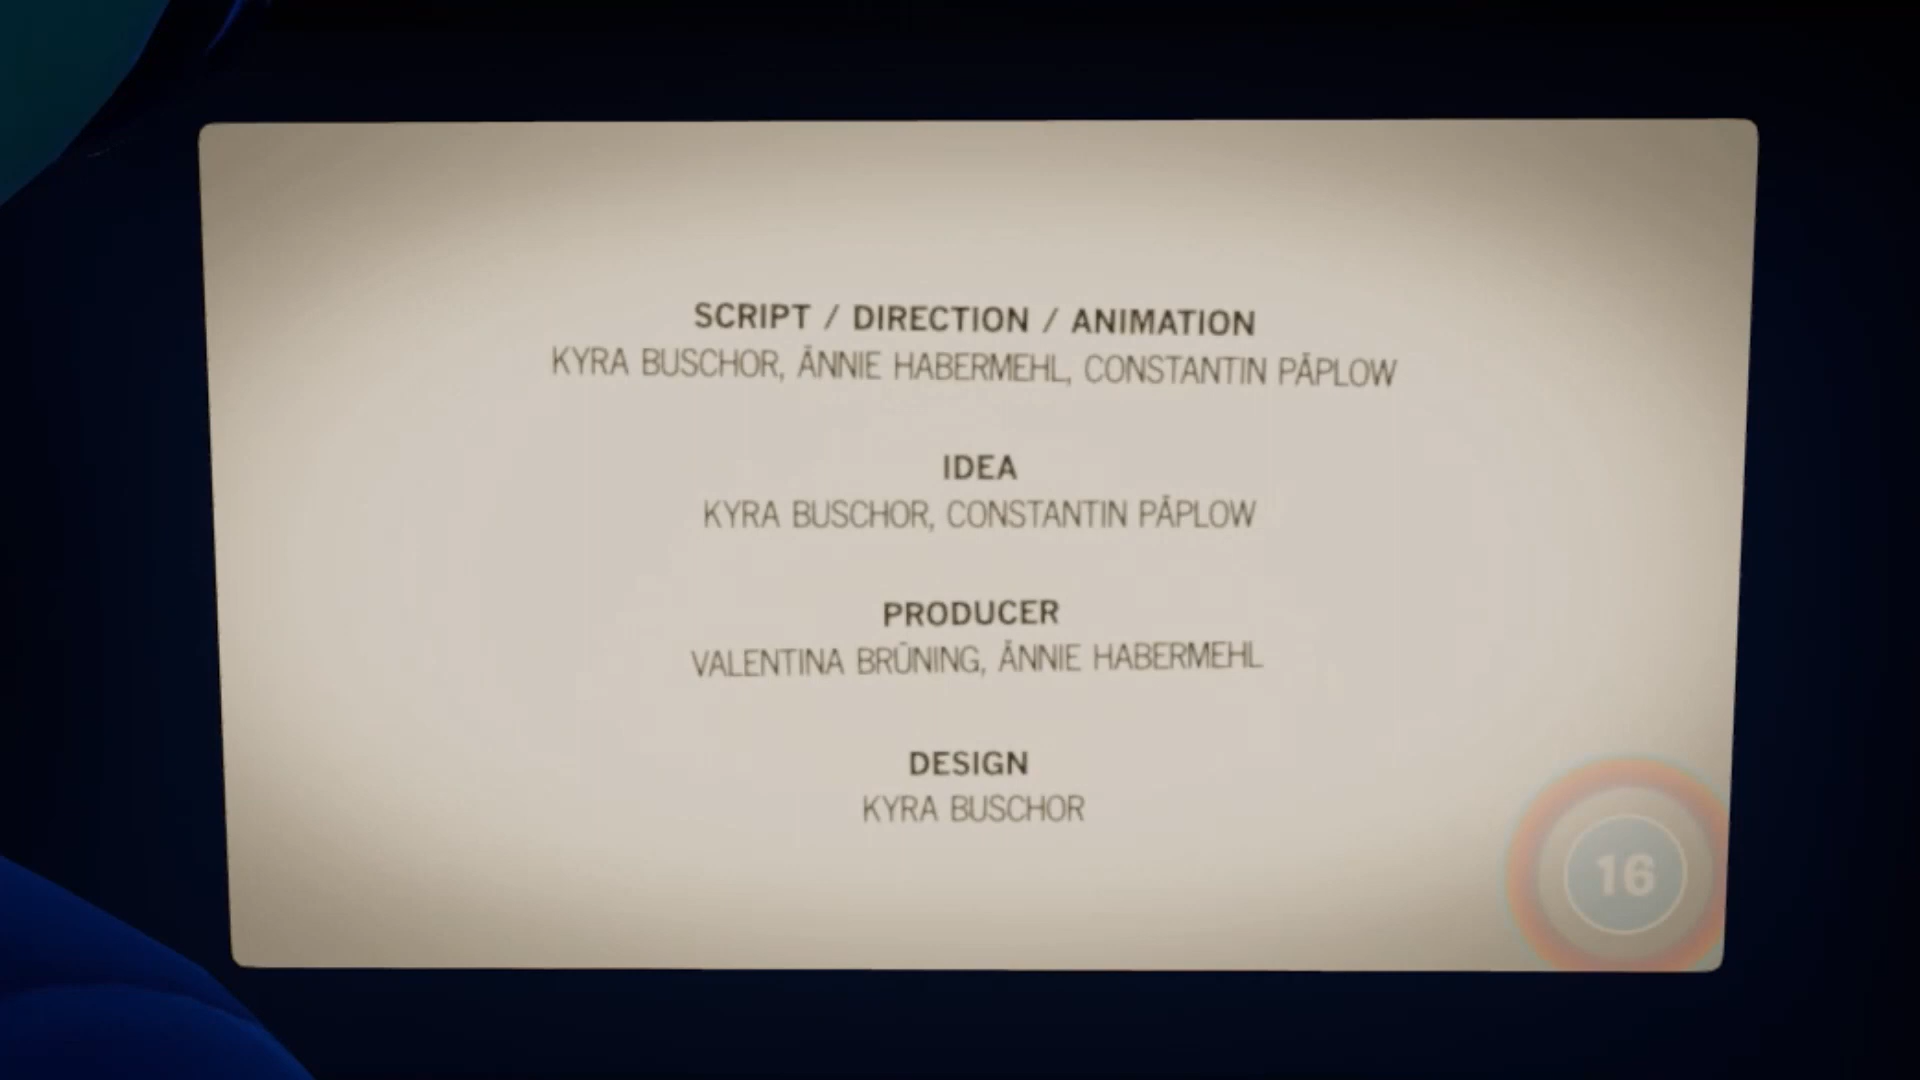 SCRIPT / DIRECTION / ANIMATION
KYRA BUSCHOR, ÄNNIE HABERMEHL, CONSTANTIN PÄPLOW
IDEA
KYRA BUSCHOR, CONSTANTIN PÄPLOW
PRODUCER
VALENTINA BRÜNING, ÄNNIE HABERMEHL
DESIGN
KYRA BUSCHOR
16